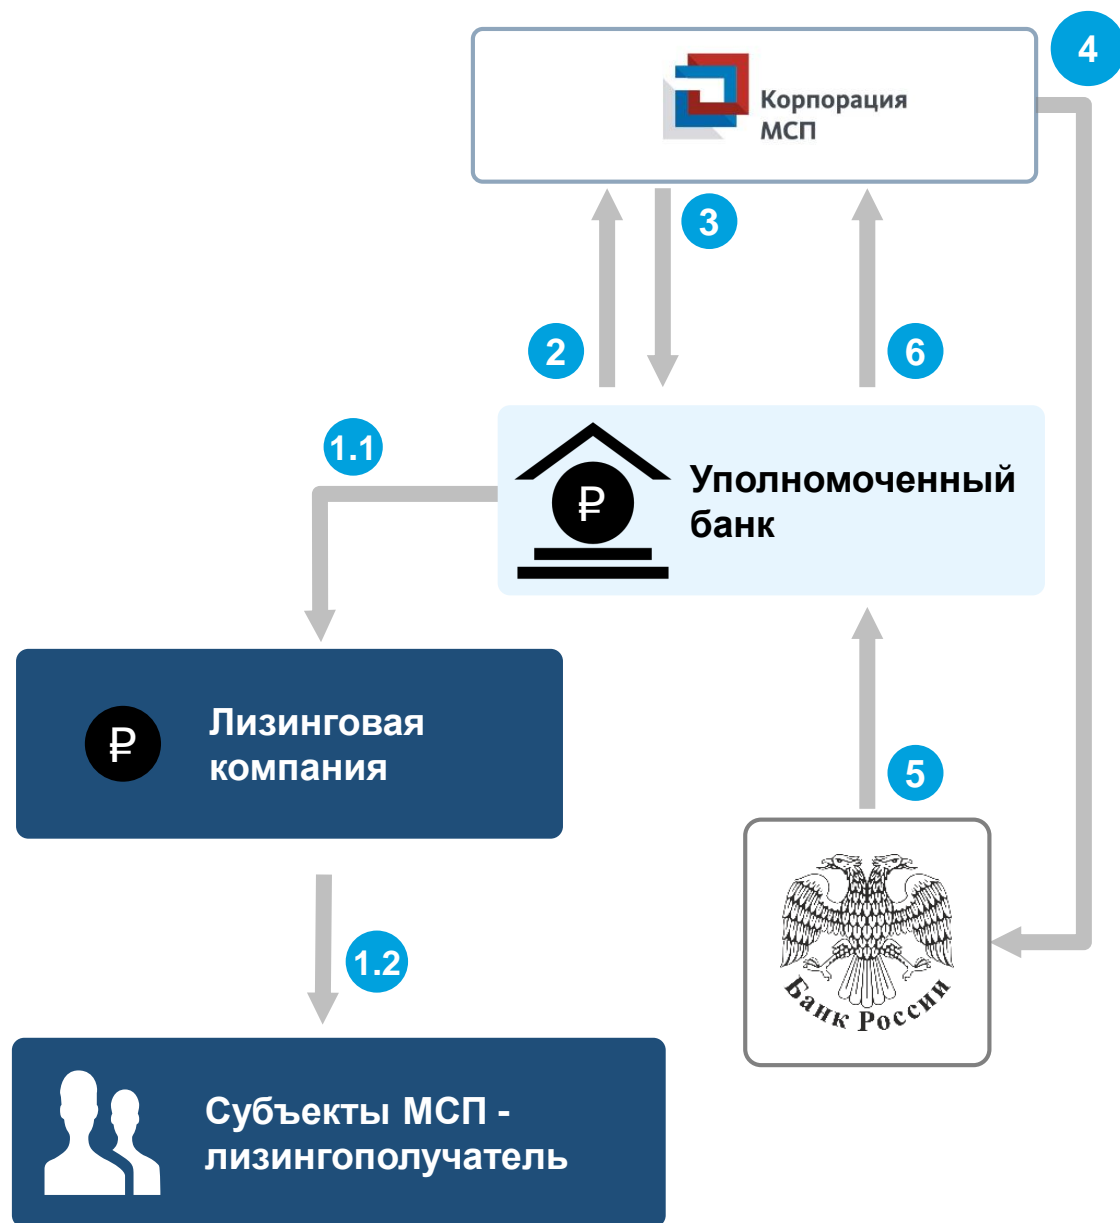 4
Корпорация
МСП
3
2
6
1.1
₽
Уполномоченный
банк
₽
Лизинговая
компания
5
1.2
Банк России
Субъекты МСП -
лизингополучатель